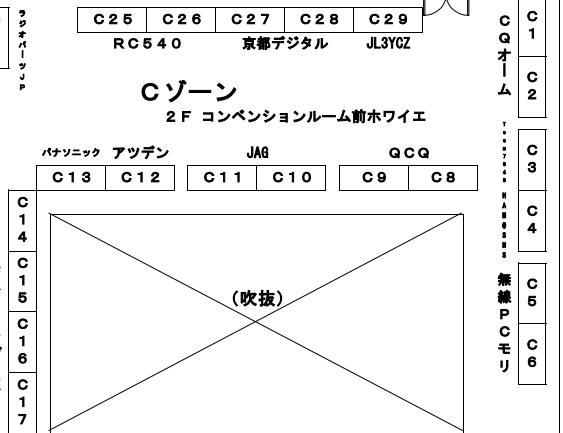 ラジオパーツJP
C25 C26 C27 C28 C29
RC540 京都デジタル JL3YCZ
CQオーム
C1
C2
Cゾーン
2F コンベンションルーム前ホワイエ
パナソニック アツデン JAG QCQ
C13 C12 C11 C10 C9 C8
C3
C4
C14
C15
C16
C17
(吹抜)
無線PCモリ
C5
C6